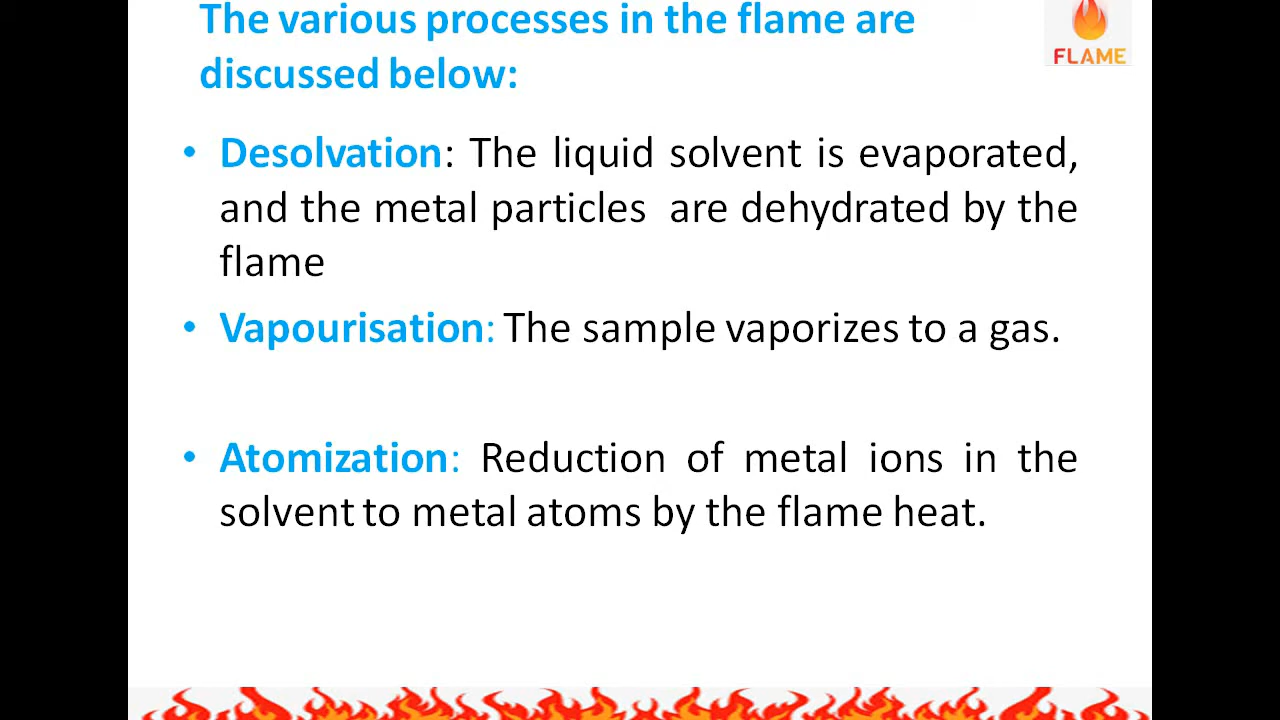 The various processes in the flame are
discussed below:
FLAME
• Desolvation: The liquid solvent is evaporated,
and the metal particles are dehydrated by the
flame
• Vapourisation: The sample vaporizes to a gas.
• Atomization: Reduction of metal ions in the
solvent to metal atoms by the flame heat.